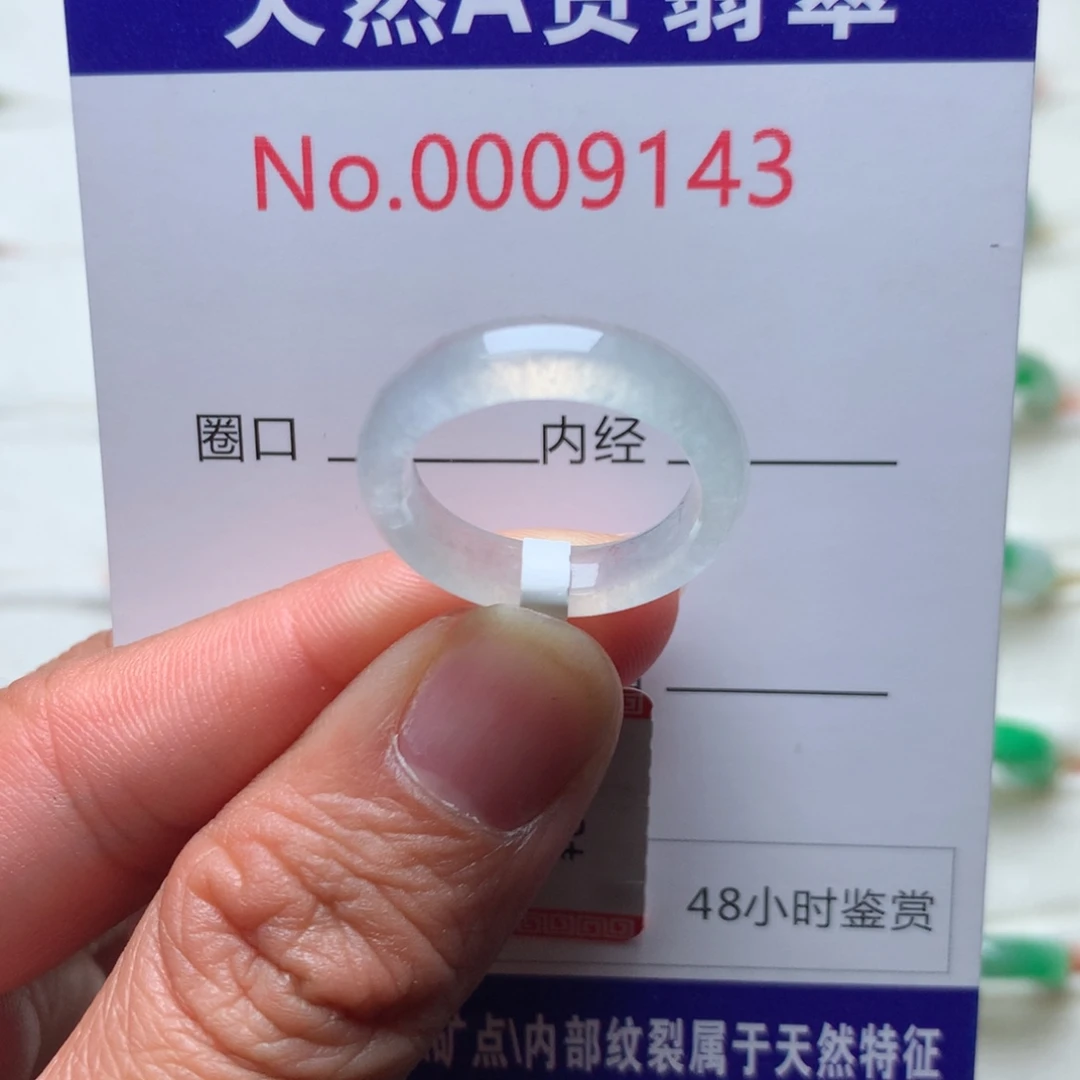 天然A货翡翠
No.0009143
圈口 内经
48小时鉴赏
矿点\内部纹裂属于天然特征